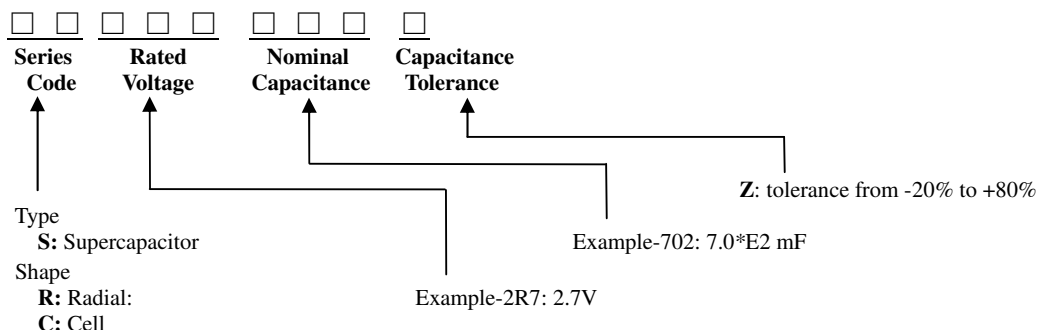 Series Rated Nominal Capacitance
Code Voltage Capacitance Tolerance
Z: tolerance from -20% to +80%
Type
S: Supercapacitor
Example-702: 7.0*E2 mF
Shape
R: Radial:
Example-2R7: 2.7V
C: Cell